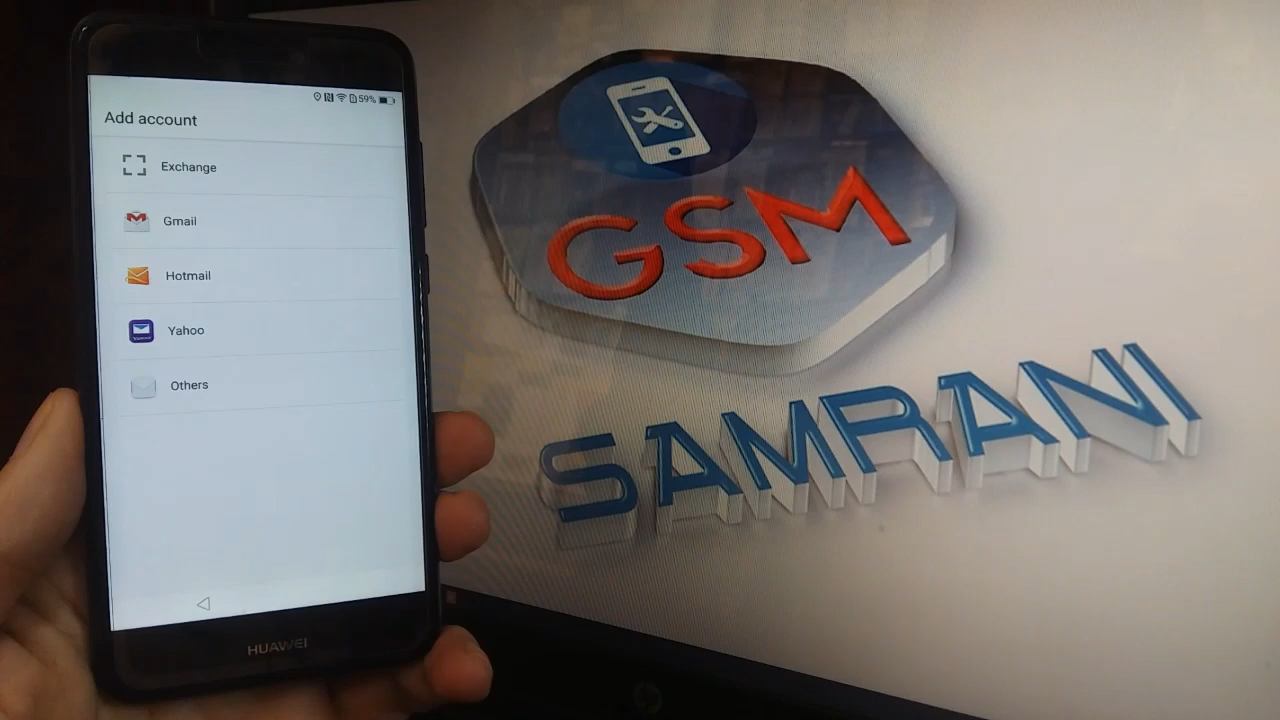 59%
Add account
Exchange
Gmail
Hotmail
Yahoo
Others
HUAWEI
GSM
SAMRANI